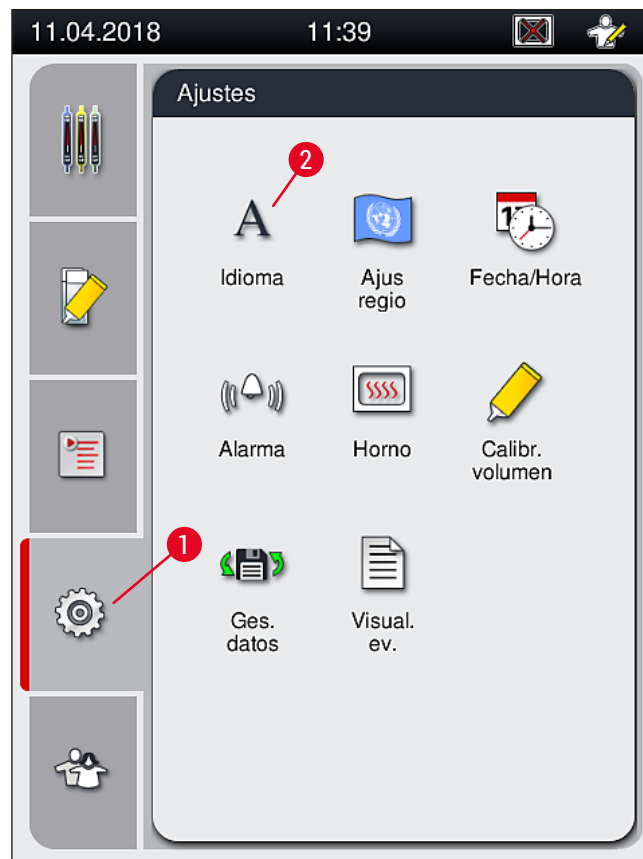 11.04.2018 11:39
Ajustes
2
Idioma
Ajus
regio
Fecha/Hora
Alarma
Horno
Calibr.
volumen
1
Ges.
datos
Visual.
ev.